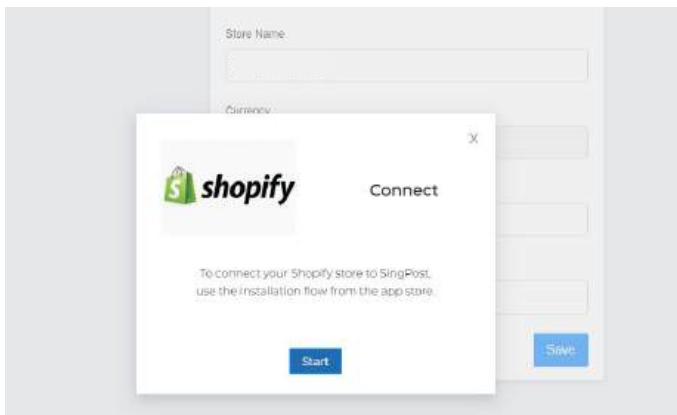 Store Name
Currency
X
shopify
Connect
To connect your Shopify store to SingPost,
use the installation flow from the app store.
Start
Save